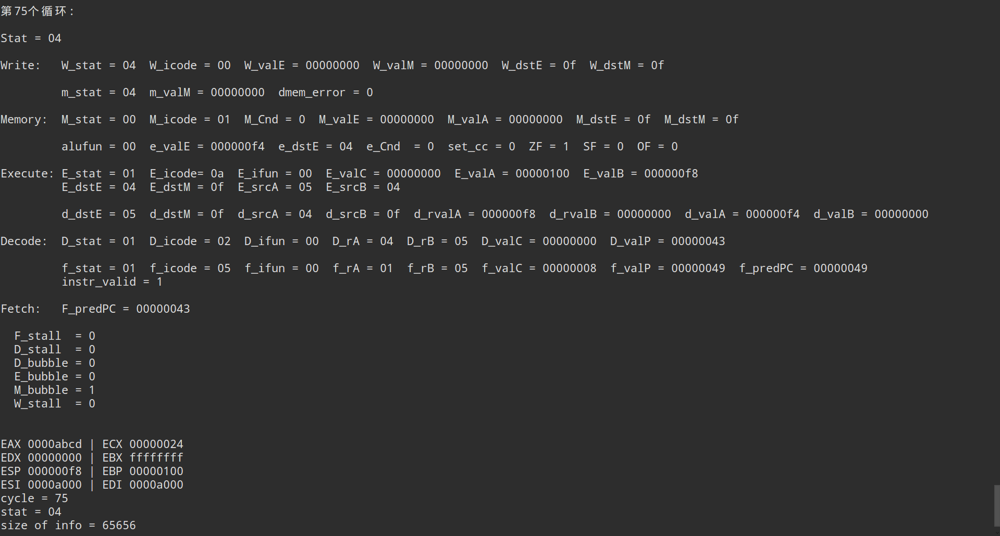 第75个循环:
Stat = 04
Write: W_stat = 04 W_icode = 00 W_valE = 00000000 W_valM = 00000000 W_dstE = 0f W_dstM = 0f
m_stat = 04 m_valM = 00000000 dmem_error = 0
Memory: M_stat = 00 M_icode = 01 M_Cnd = 0 M_valE = 00000000 M_valA = 00000000 M_dstE = 0f M_dstM = 0f
alufun = 00 e_valE = 000000f4 e_dstE = 04 e_Cnd = 0 set_cc = 0 ZF = 1 SF = 0 OF = 0
Execute: E_stat = 01 E_icode= 0a E_ifun = 00 E_valC = 00000000 E_valA = 00000100 E_valB = 000000f8
E_dstE = 04 E_dstM = 0f E_srcA = 05 E_srcB = 04
d_dstE = 05 d_dstM = 0f d_srcA = 04 d_srcB = 0f d_rvalA = 000000f8 d_rvalB = 00000000 d_valA = 000000f4 d_valB = 00000000
Decode: D_stat = 01 D_icode = 02 D_ifun = 00 D_rA = 04 D_rB = 05 D_valC = 00000000 D_valP = 00000043
f_stat = 01 f_icode = 05 f_ifun = 00 f_rA = 01 f_rB = 05 f_valC = 00000008 f_valP = 00000049 f_predPC = 00000049
instr_valid = 1
Fetch: F_predPC = 00000043
F_stall = 0
D_stall = 0
D_bubble = 0
E_bubble = 0
M_bubble = 1
W_stall = 0
EAX 0000abcd | ECX 00000024
EDX 00000000 | EBX ffffffff
ESP 000000f8 | EBP 00000100
ESI 0000a000 | EDI 0000a000
cycle = 75
stat = 04
size of info = 65656